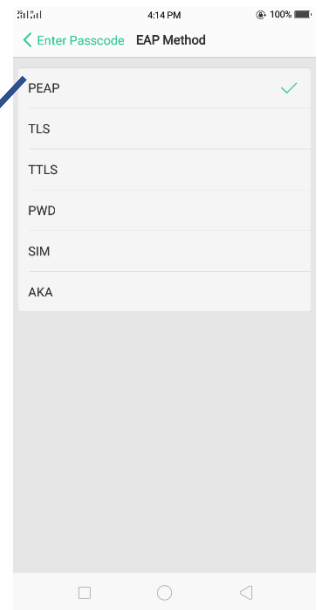 4:14 PM
100%
Enter Passcode EAP Method
PEAP
TLS
TTLS
PWD
SIM
AKA